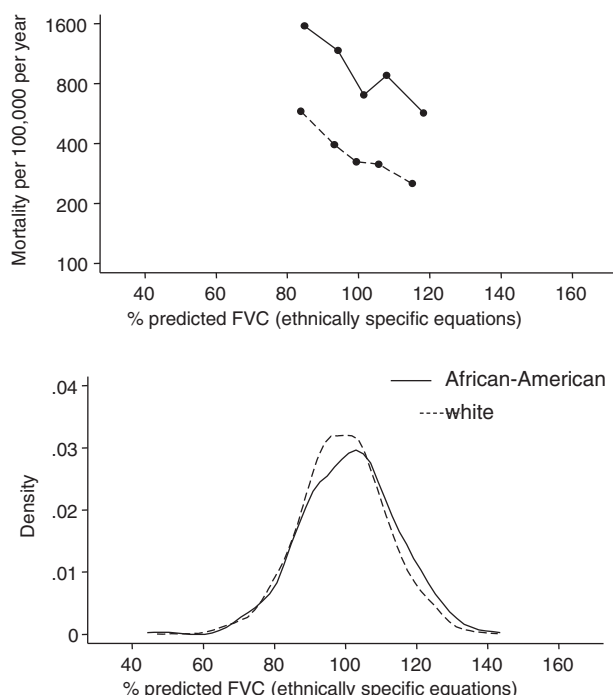 1600
800
400
200
100
Mortality per 100,000 per year
40 60 80 100 120 140 160
% predicted FVC (ethnically specific equations)
.04
.03
.02
.01
0
Density
African-American
white
40 60 80 100 120 140 160
% predicted FVC (ethnically specific equations)